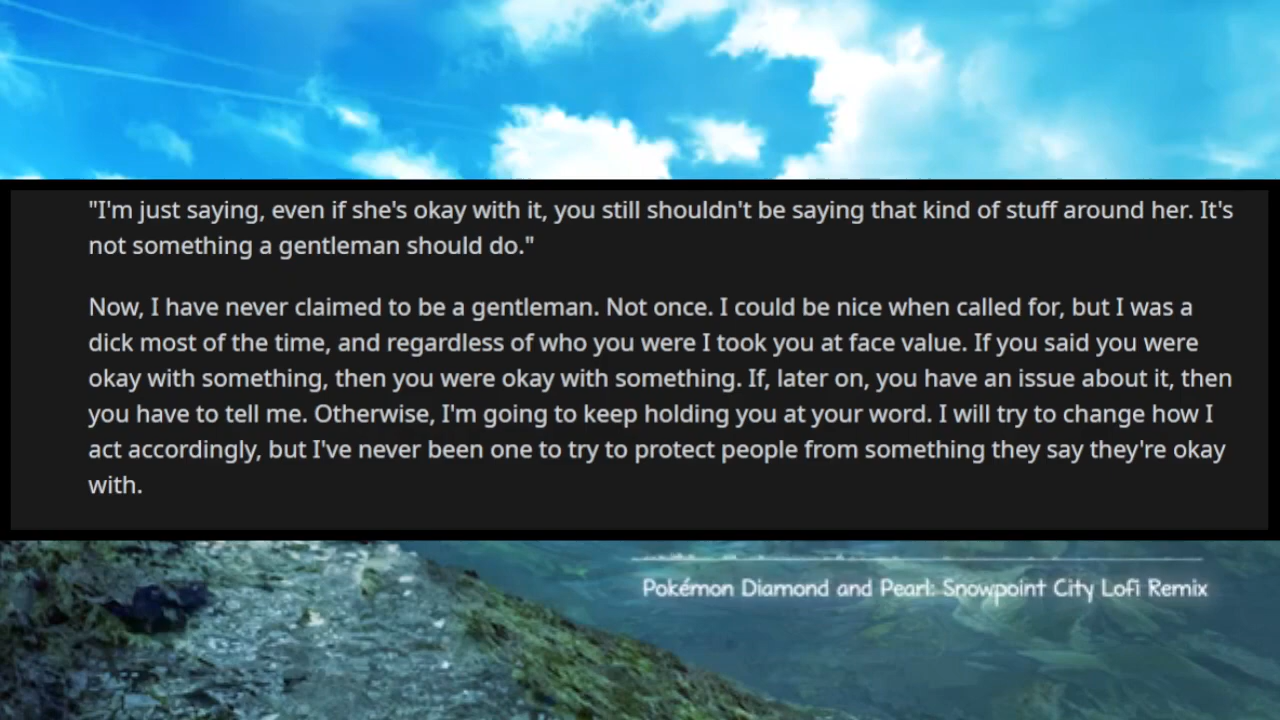 "I'm just saying, even if she's okay with it, you still shouldn't be saying that kind of stuff around her. It's
not something a gentleman should do."
Now, I have never claimed to be a gentleman. Not once. I could be nice when called for, but I was a
dick most of the time, and regardless of who you were I took you at face value. If you said you were
okay with something, then you were okay with something. If, later on, you have an issue about it, then
you have to tell me. Otherwise, I'm going to keep holding you at your word. I will try to change how I
act accordingly, but I've never been one to try to protect people from something they say they're okay
with.
Pokémon Diamond and Pearl: Snowpoint City Lofi Remix